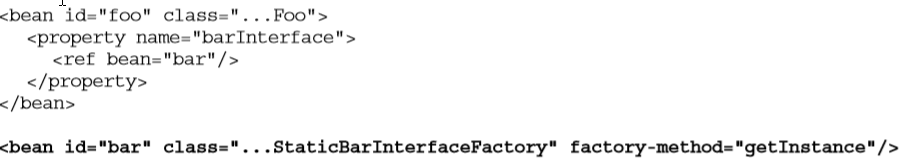 <bean id="foo" class="...Foo">
<property name="barInterface">
<ref bean="bar"/>
</property>
</bean>
<bean id="bar" class="...StaticBarInterfaceFactory" factory-method="getInstance"/>